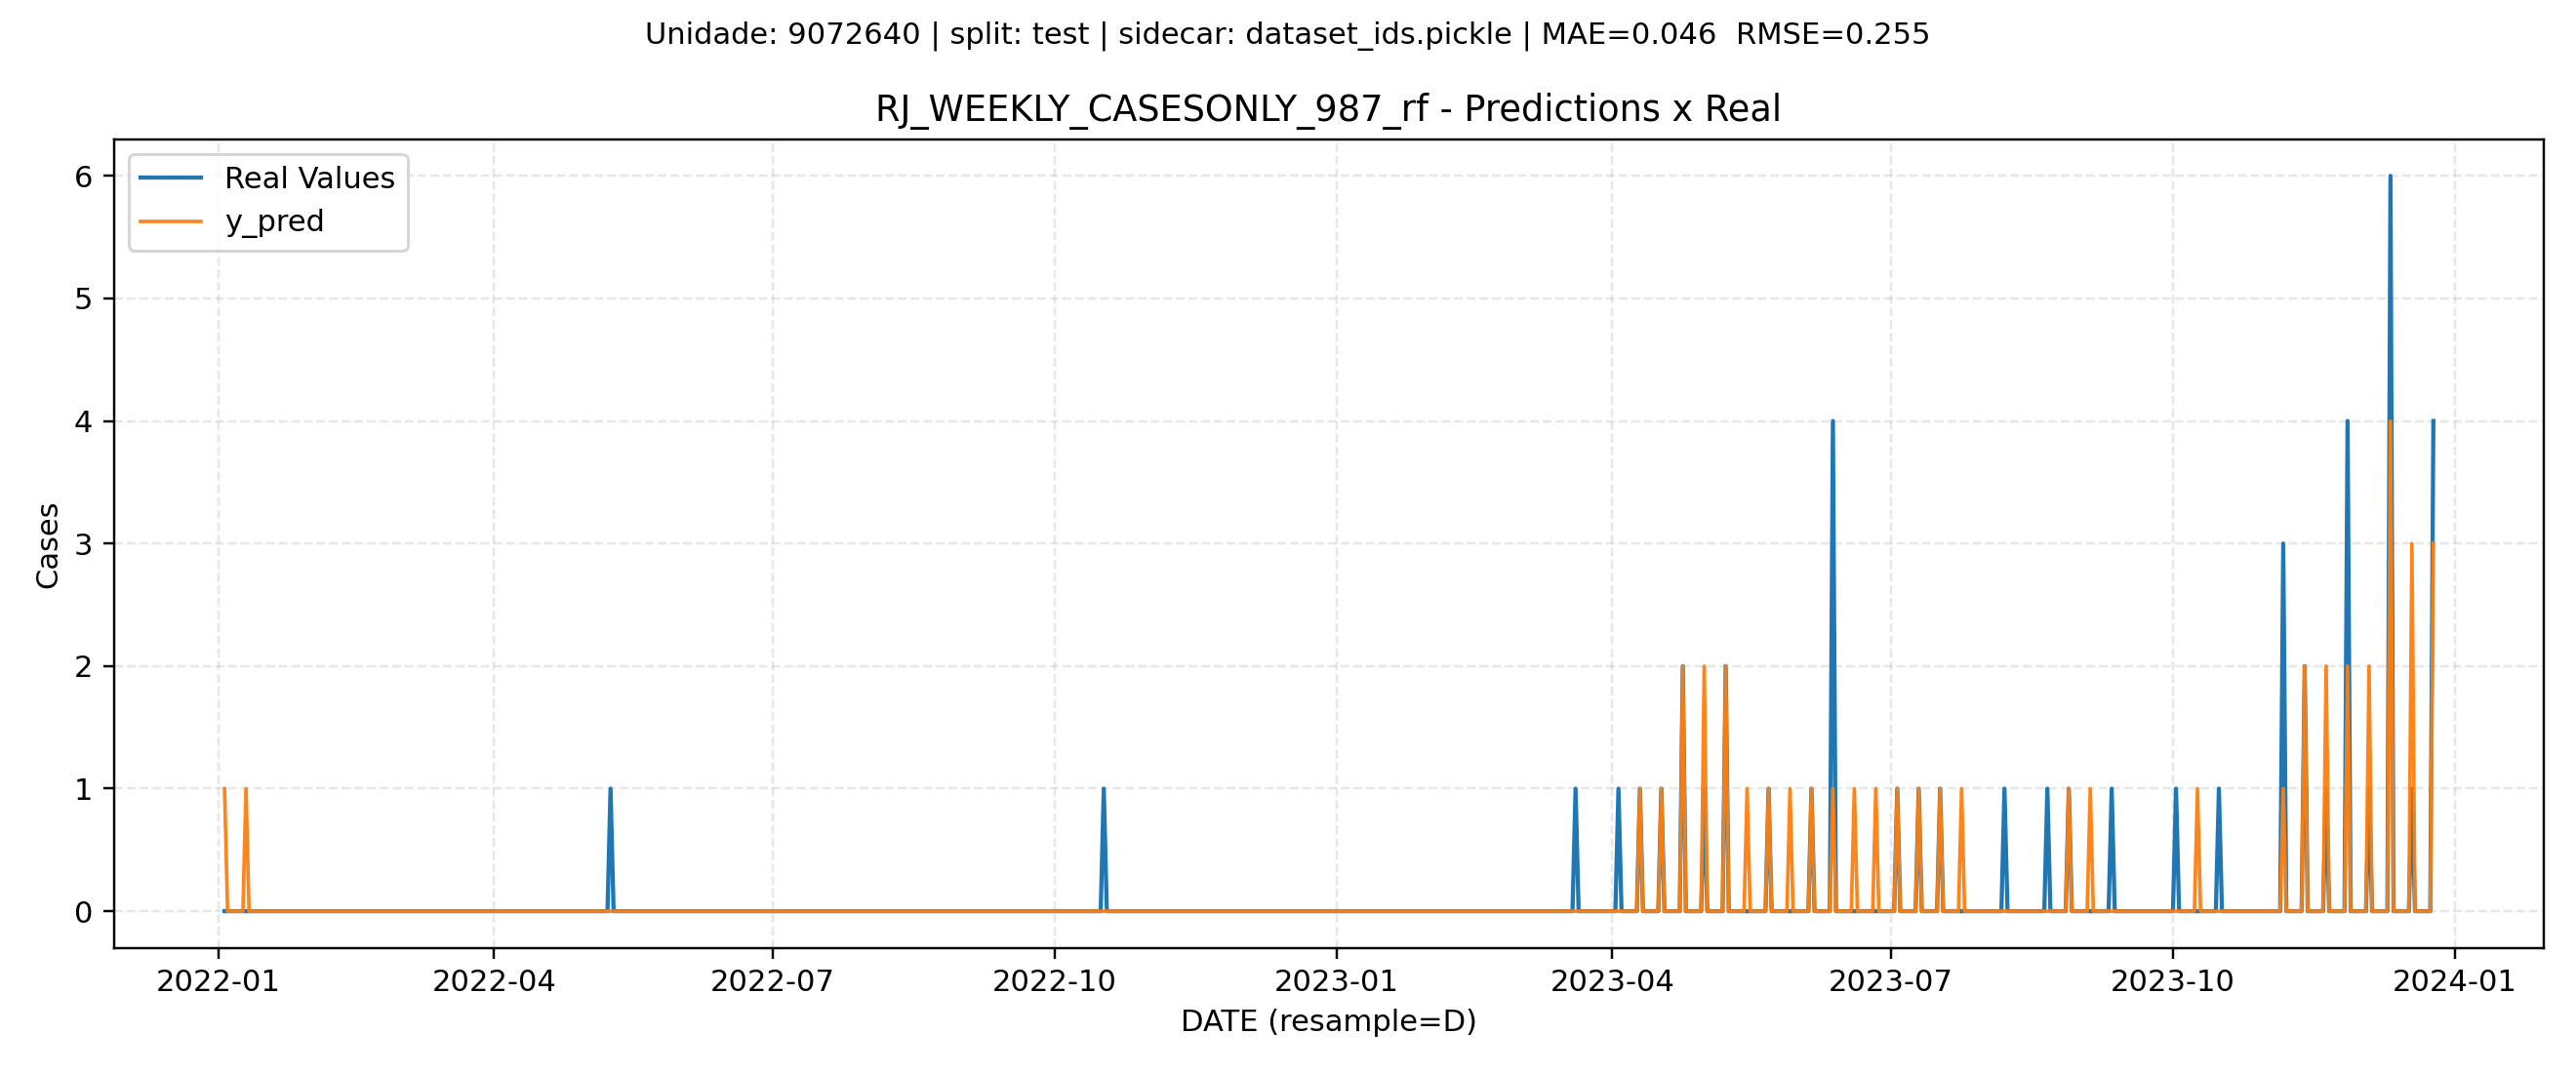 Unidade: 9072640 | split: test | sidecar: dataset_ids.pickle | MAE=0.046  RMSE=0.255
RJ_WEEKLY_CASESONLY_987_rf - Predictions x Real
Real Values
y_pred
6
5
4
3
2
1
0
Cases
2022-01
2022-04
2022-07
2022-10
2023-01
2023-04
2023-07
2023-10
2024-01
DATE (resample=D)